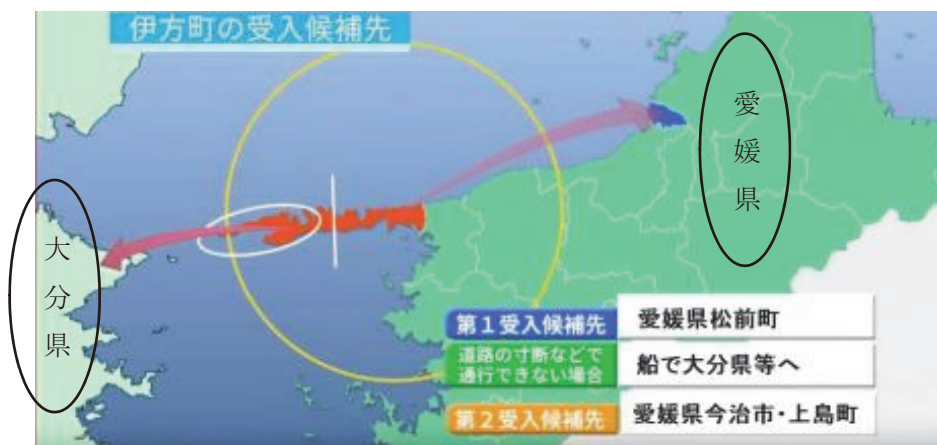 伊方町の受入候補先
愛媛県
大分県
第1受入候補先
愛媛県松前町
道路の寸断などで
通行できない場合
船で大分県等へ
第2受入候補先
愛媛県今治市・上島町